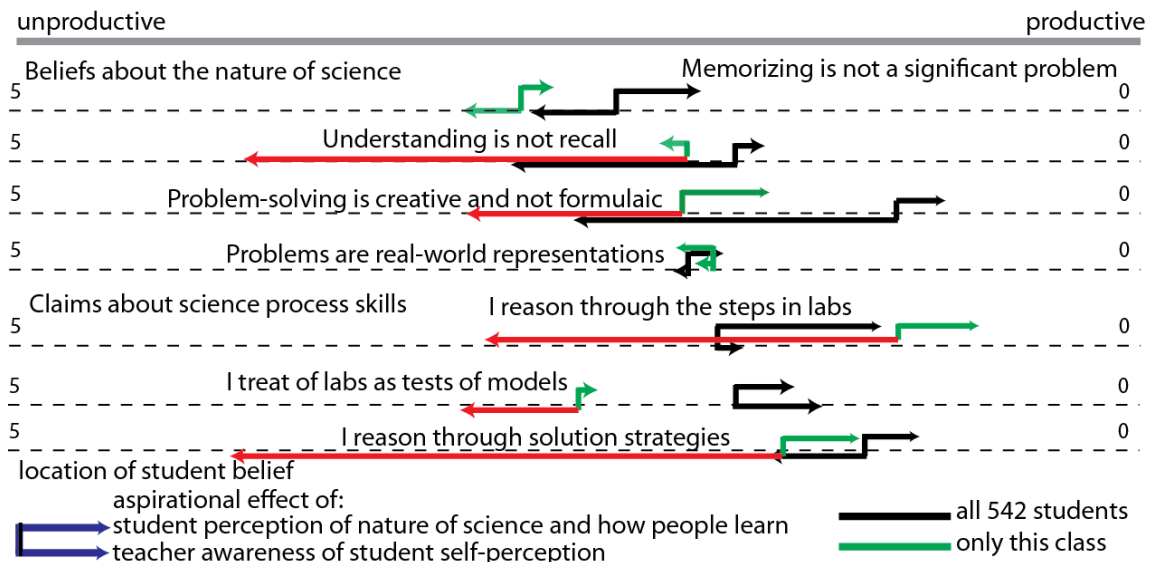 unproductive productive
Beliefs about the nature of science Memorizing is not a significant problem
5 0
Understanding is not recall
5 0
Problem-solving is creative and not formulaic
5 0
Problems are real-world representations
5 0
Claims about science process skills I reason through the steps in labs
5 0
I treat of labs as tests of models
5 0
I reason through solution strategies
5 0
location of student belief
aspirational effect of:
student perception of nature of science and how people learn
teacher awareness of student self-perception
all 542 students
only this class